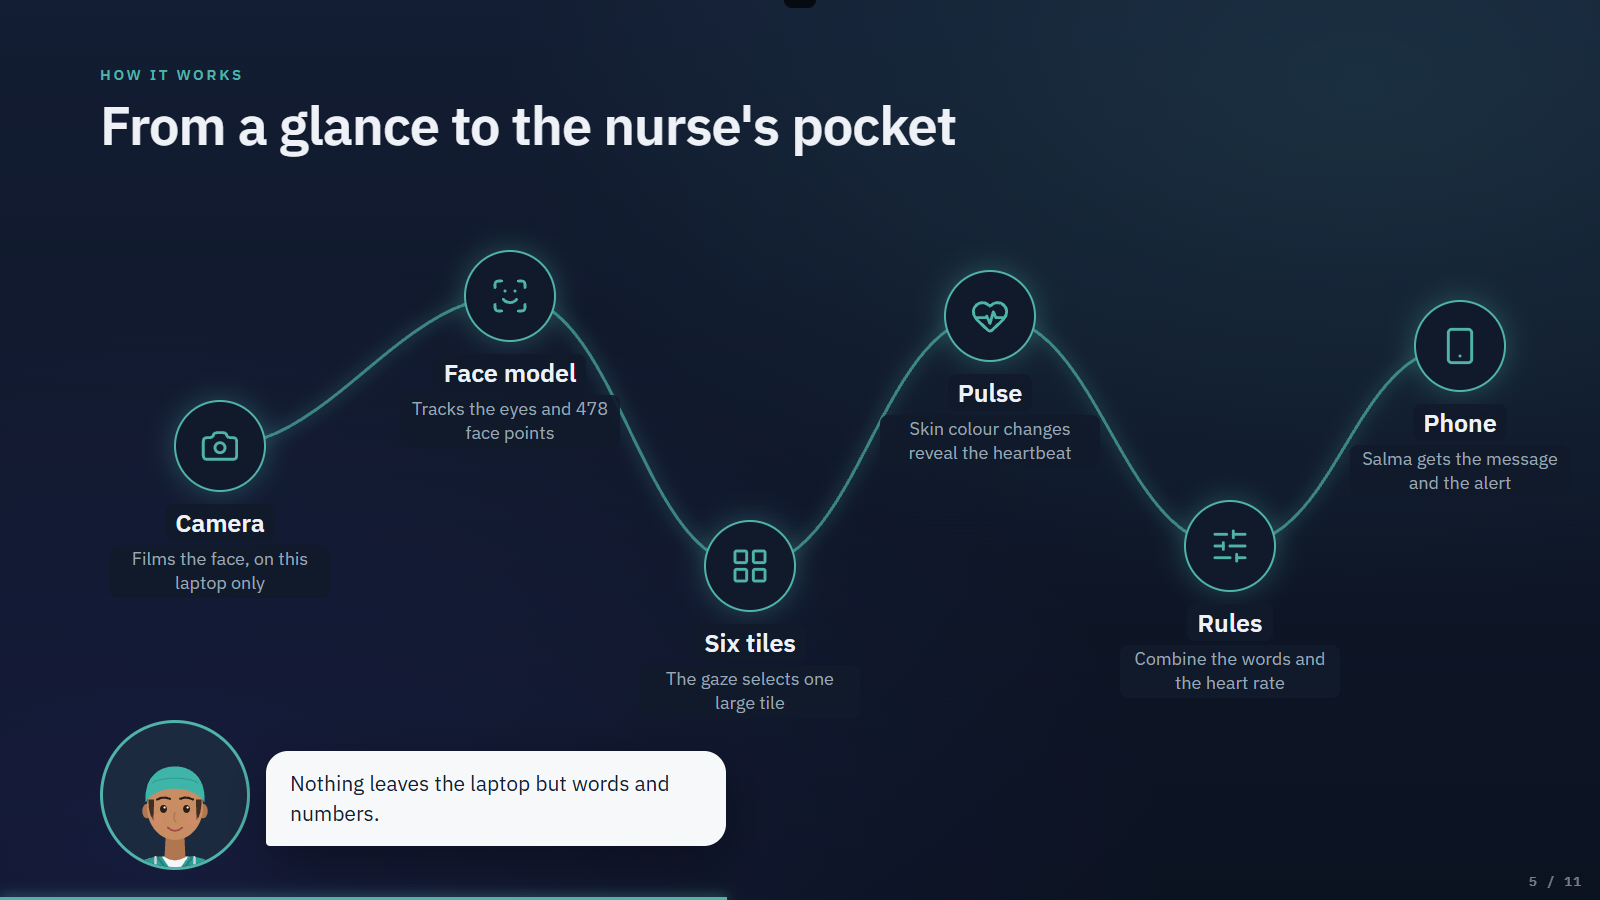 HOW IT WORKS
From a glance to the nurse's pocket
Camera
Films the face, on this
laptop only
Face model
Tracks the eyes and 478
face points
Six tiles
The gaze selects one
large tile
Pulse
Skin colour changes
reveal the heartbeat
Rules
Combine the words and
the heart rate
Phone
Salma gets the message
and the alert
Nothing leaves the laptop but words and
numbers.
5 / 11